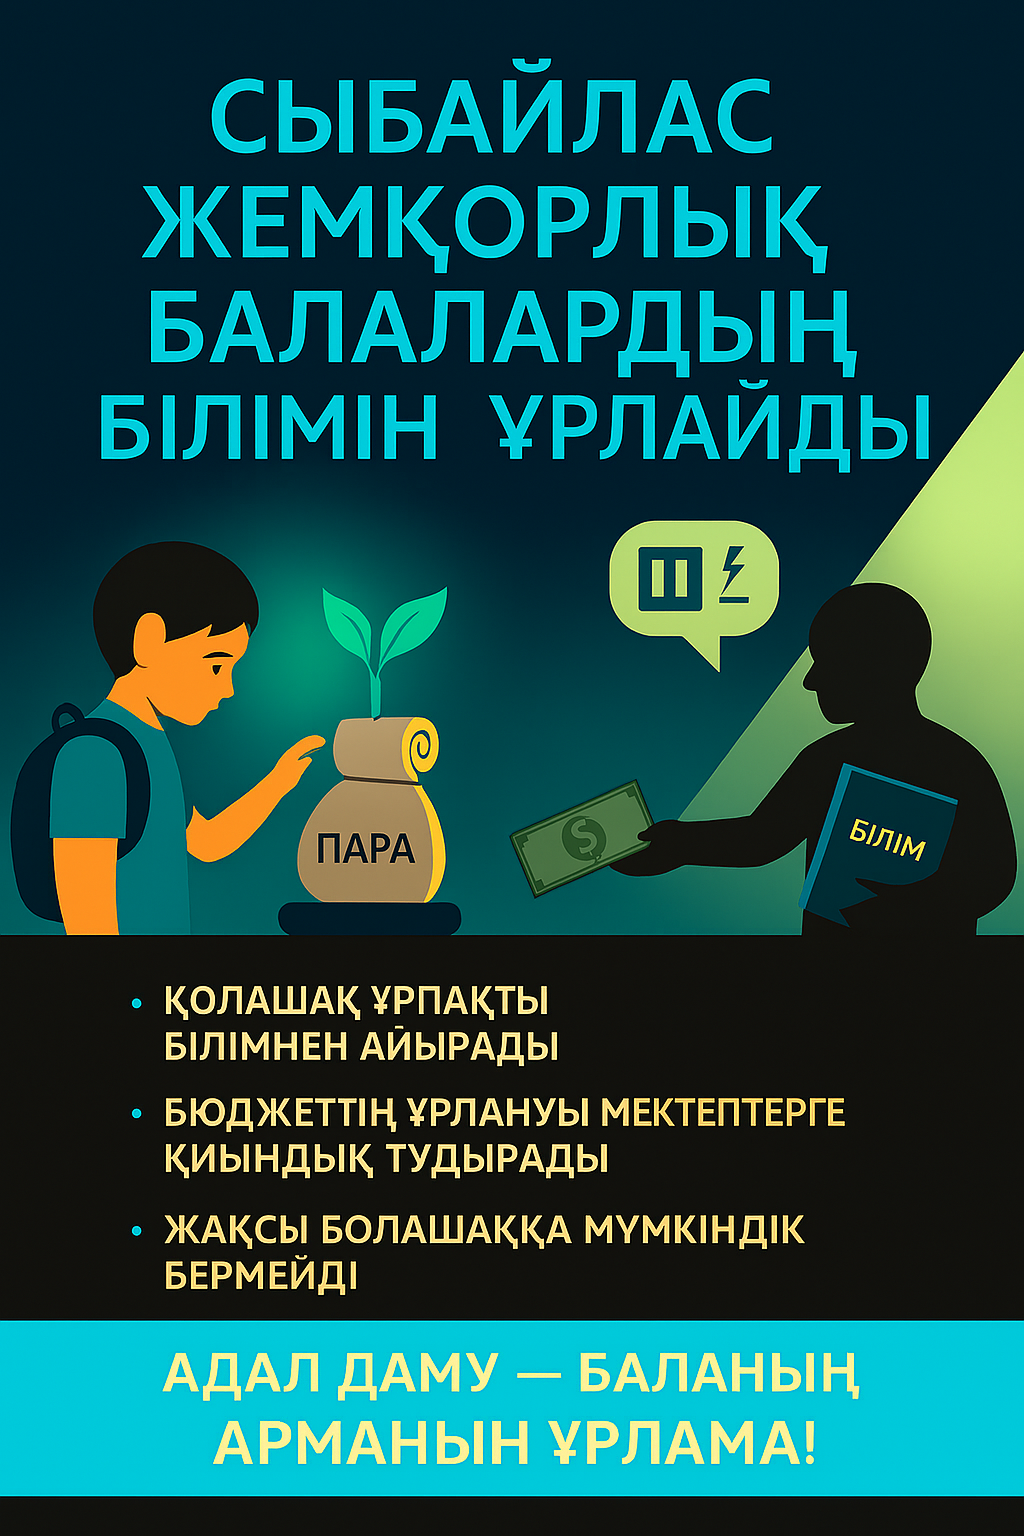 СЫБАЙЛАС
ЖЕМҚОРЛЫҚ
БАЛАЛАРДЫҢ
БІЛІМІН ҰРЛАЙДЫ
ПАРА
БІЛІМ
• ҚОЛАШАҚ ҰРПАҚТЫ
БІЛІМНЕН АЙЫРАДЫ
• БЮДЖЕТТІҢ ҰРЛАНУЫ МЕКТЕПТЕРГЕ
ҚИЫНДЫҚ ТУДЫРАДЫ
• ЖАҚСЫ БОЛАШАҚҚА МҮМКІНДІК
БЕРМЕЙДІ
АДАЛ ДАМУ — БАЛАНЫҢ
АРМАНЫН ҰРЛАМА!